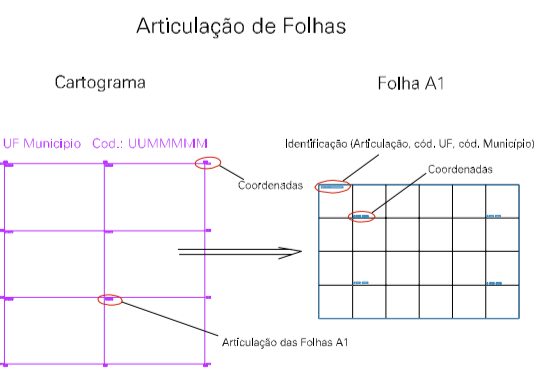 Articulação de Folhas
Cartograma
Folha A1
UF Municipio Cod.: UUMMMMM
Identificação (Articulação, cód. UF, cód. Município)
Coordenadas
Coordenadas
Articulação das Folhas A1